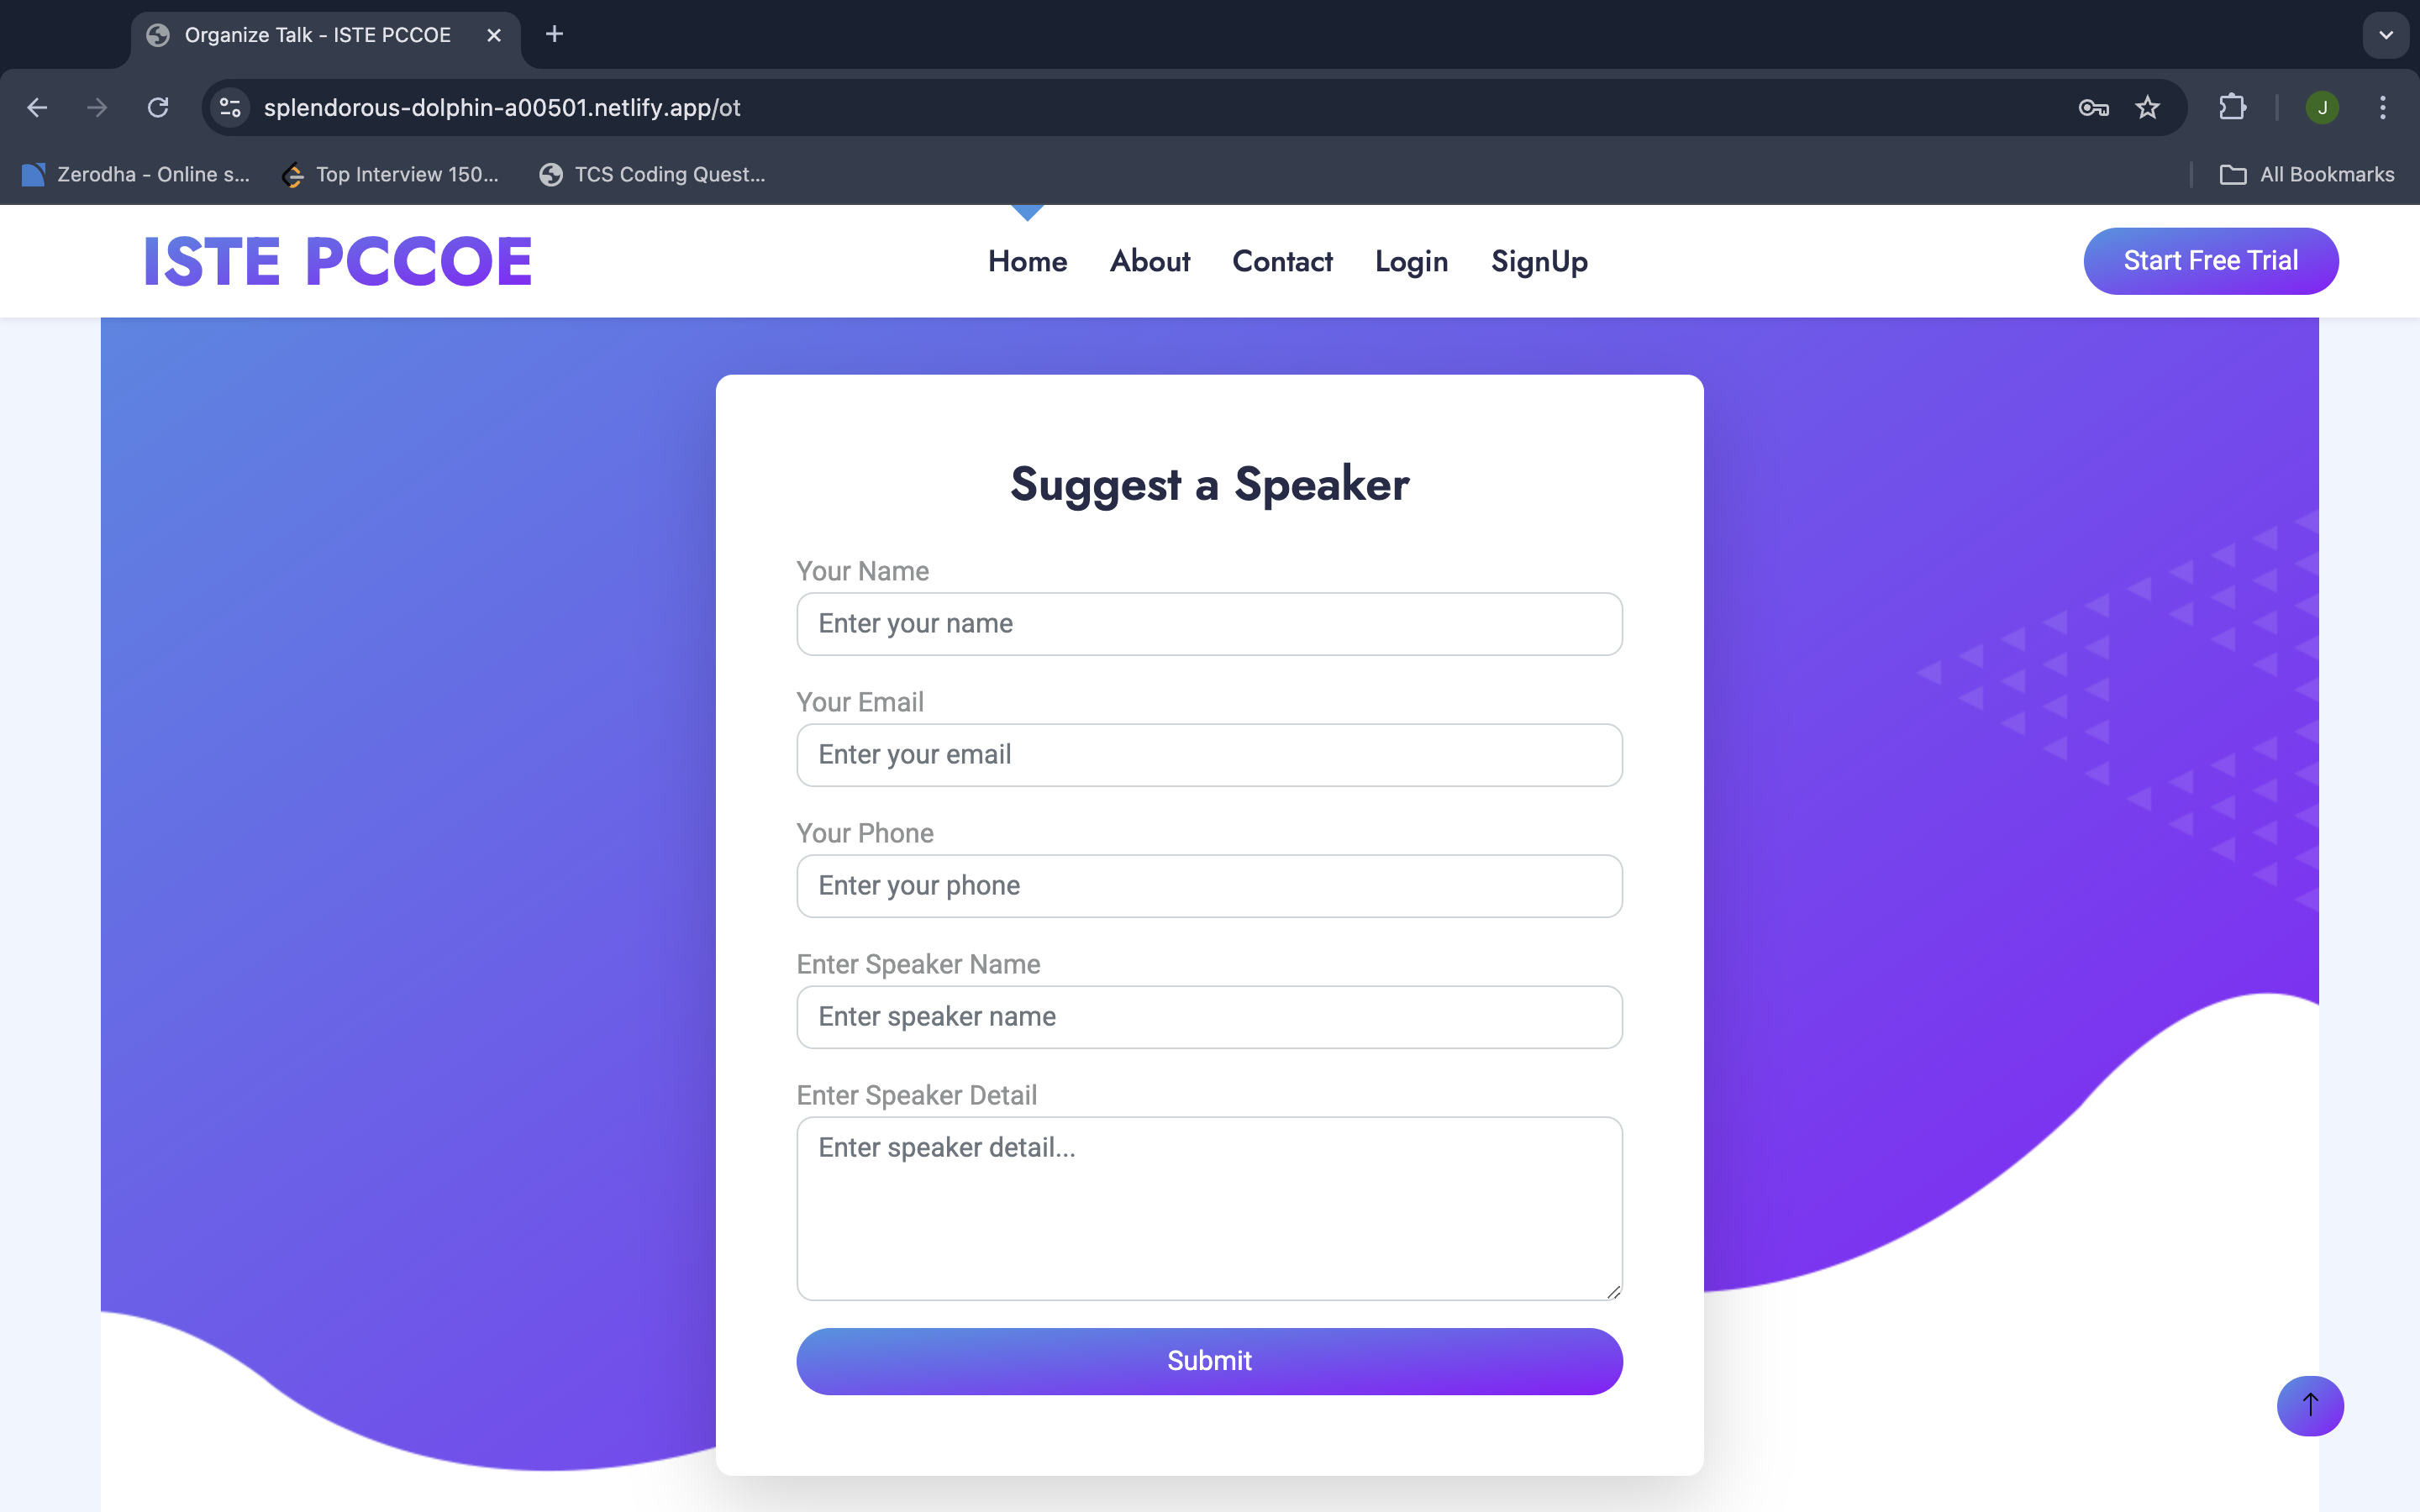 Organize Talk - ISTE PCCOE
splendorous-dolphin-a00501.netlify.app/ot
J
Zerodha - Online s...
Top Interview 150...
TCS Coding Quest...
All Bookmarks
ISTE PCCOE
Home
About
Contact
Login
SignUp
Start Free Trial
Suggest a Speaker
Your Name
Enter your name
Your Email
Enter your email
Your Phone
Enter your phone
Enter Speaker Name
Enter speaker name
Enter Speaker Detail
Enter speaker detail...
Submit